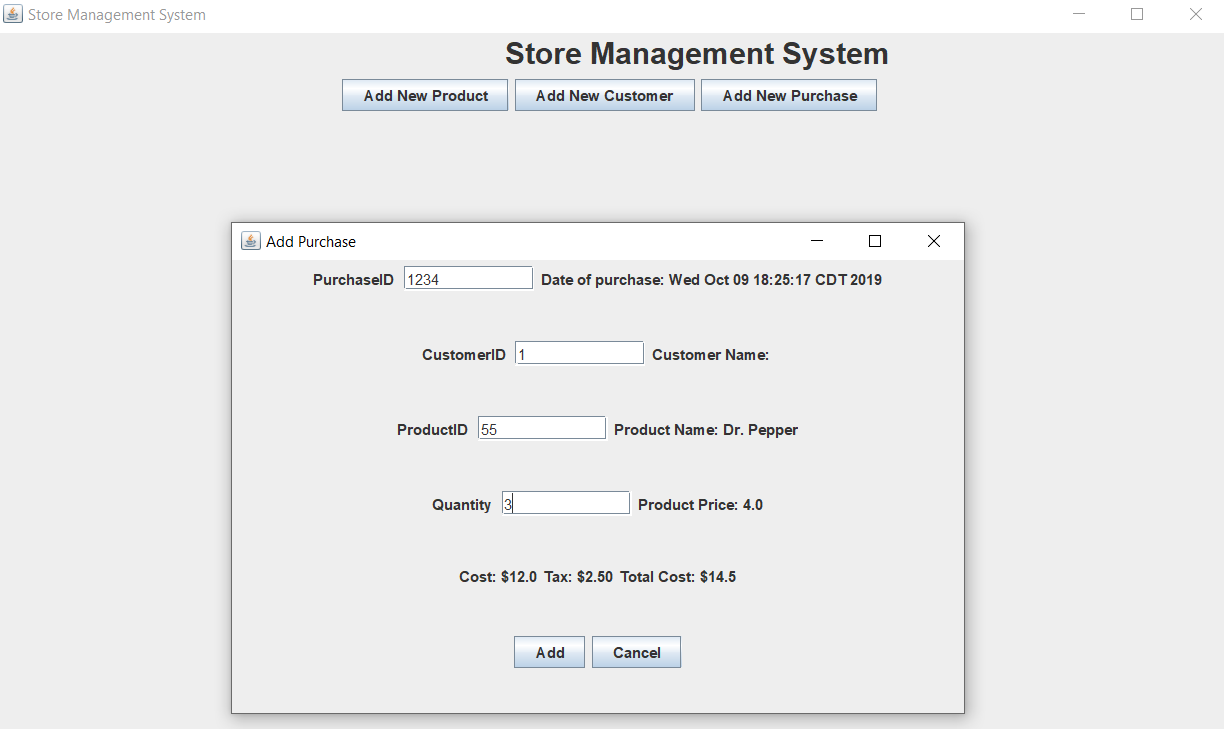 Store Management System
Store Management System
Add New Product Add New Customer Add New Purchase
Add Purchase
PurchaseID 1234 Date of purchase: Wed Oct 09 18:25:17 CDT 2019
CustomerID 1 Customer Name:
ProductID 55 Product Name: Dr. Pepper
Quantity 3 Product Price: 4.0
Cost: $12.0 Tax: $2.50 Total Cost: $14.5
Add Cancel